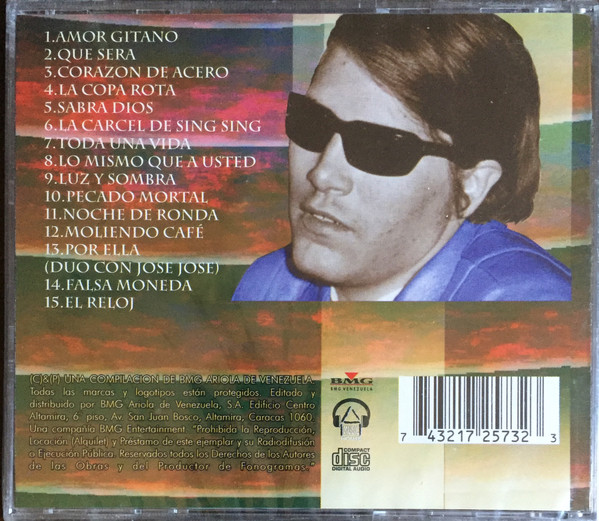 1.AMOR GITANO
2.QUE SERA
3.CORAZON DE ACERO
4.LA COPA ROTA
5.SABRA DIOS
6.LA CARCEL DE SING SING
7.TODA UNA VIDA
8.LO MISMO QUE A USTED
9.LUZ Y SOMBRA
10.PECADO MORTAL
11.NOCHE DE RONDA
12.MOLIENDO CAFÉ
13.POR ELLA
(DUO CON JOSE JOSE)
14.FALSA MONEDA
15.EL RELOJ
(C)&(P) UNA COMPILACION DE BMG ARIOLA DE VENEZUELA.
Todas las marcas y logotipos están protegidos. Editado y
distribuido por BMG Ariola de Venezuela, S.A. Edificio Centro
Altamira, 6 piso, Av. San Juan Bosco, Altamira, Caracas 1060.
Una compañía BMG Entertainment. "Prohibida la Reproducción,
Locación (Alquiler) y Préstamo de este ejemplar y su Radiodifusión
o Ejecución Publica. Reservados todos los Derechos de los Autores
de las Obras y del Productor de Fonogramas."
BMG
BMG VENEZUELA
COMPACT
disc
DIGITAL AUDIO
7 43217 25732 3